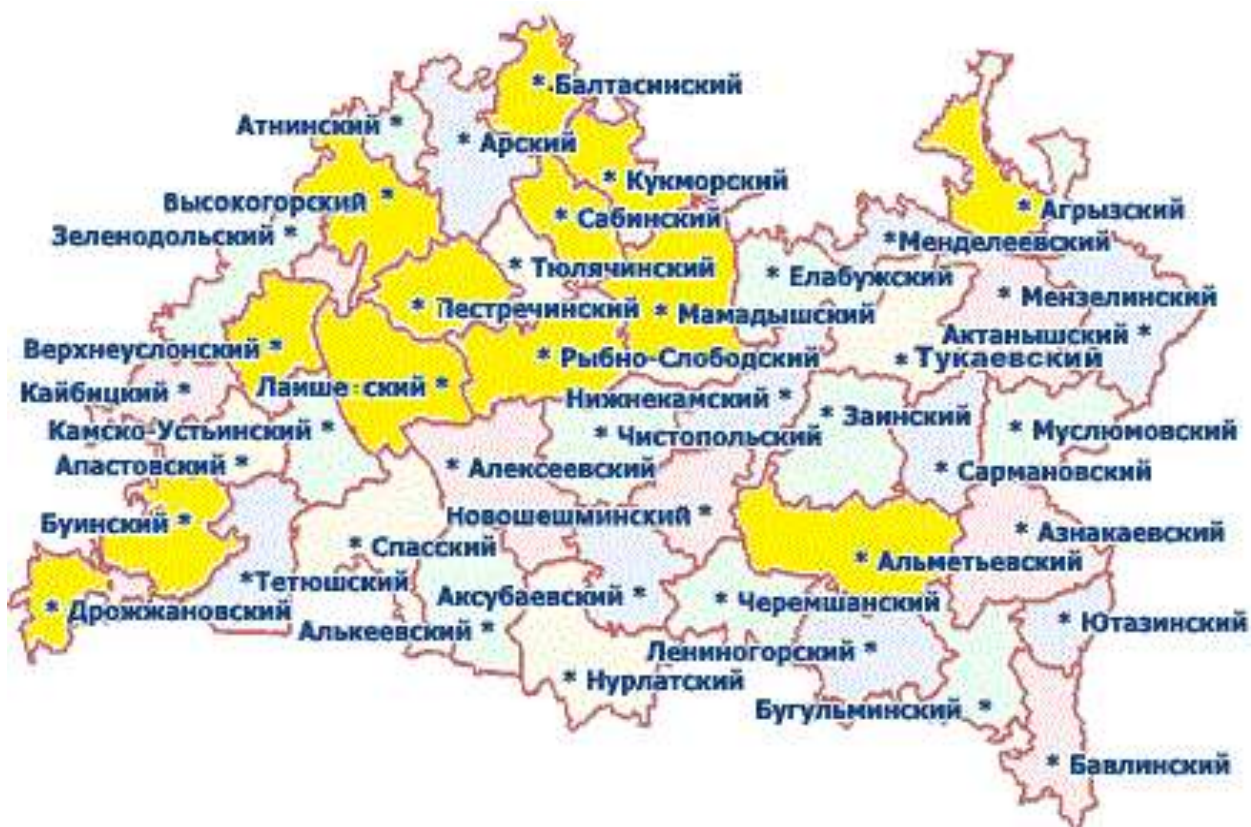 * Балтасинский
Атнинский *
* Арский
* Кукморский
Высокогорский *
* Сабинский
* Агрызский
Зеленодольский *
*Менделеевский
* Тюлячинский
* Елабужский
* Мензелинский
* Пестречинский
* Мамадышский
Актанышский *
Верхнеуслонский *
* Рыбно-Слободский
* Тукаевский
Кайбицкий *
Лаише ский *
Нижнекамский *
Заинский
Камско-Устьинский *
* Чистопольский
* Муслюмовский
Апастовский *
* Алексеевский
* Сармановский
Буинский *
Новошешминский *
* Азнакаевский
* Спасский
* Альметьевский
*Тетюшский
Аксубаевский *
* Черемшанский
* Дрожжановский
* Ютазинский
Алькеевский *
Лениногорский *
* Нурлатский
Бугульминский *
* Бавлинский